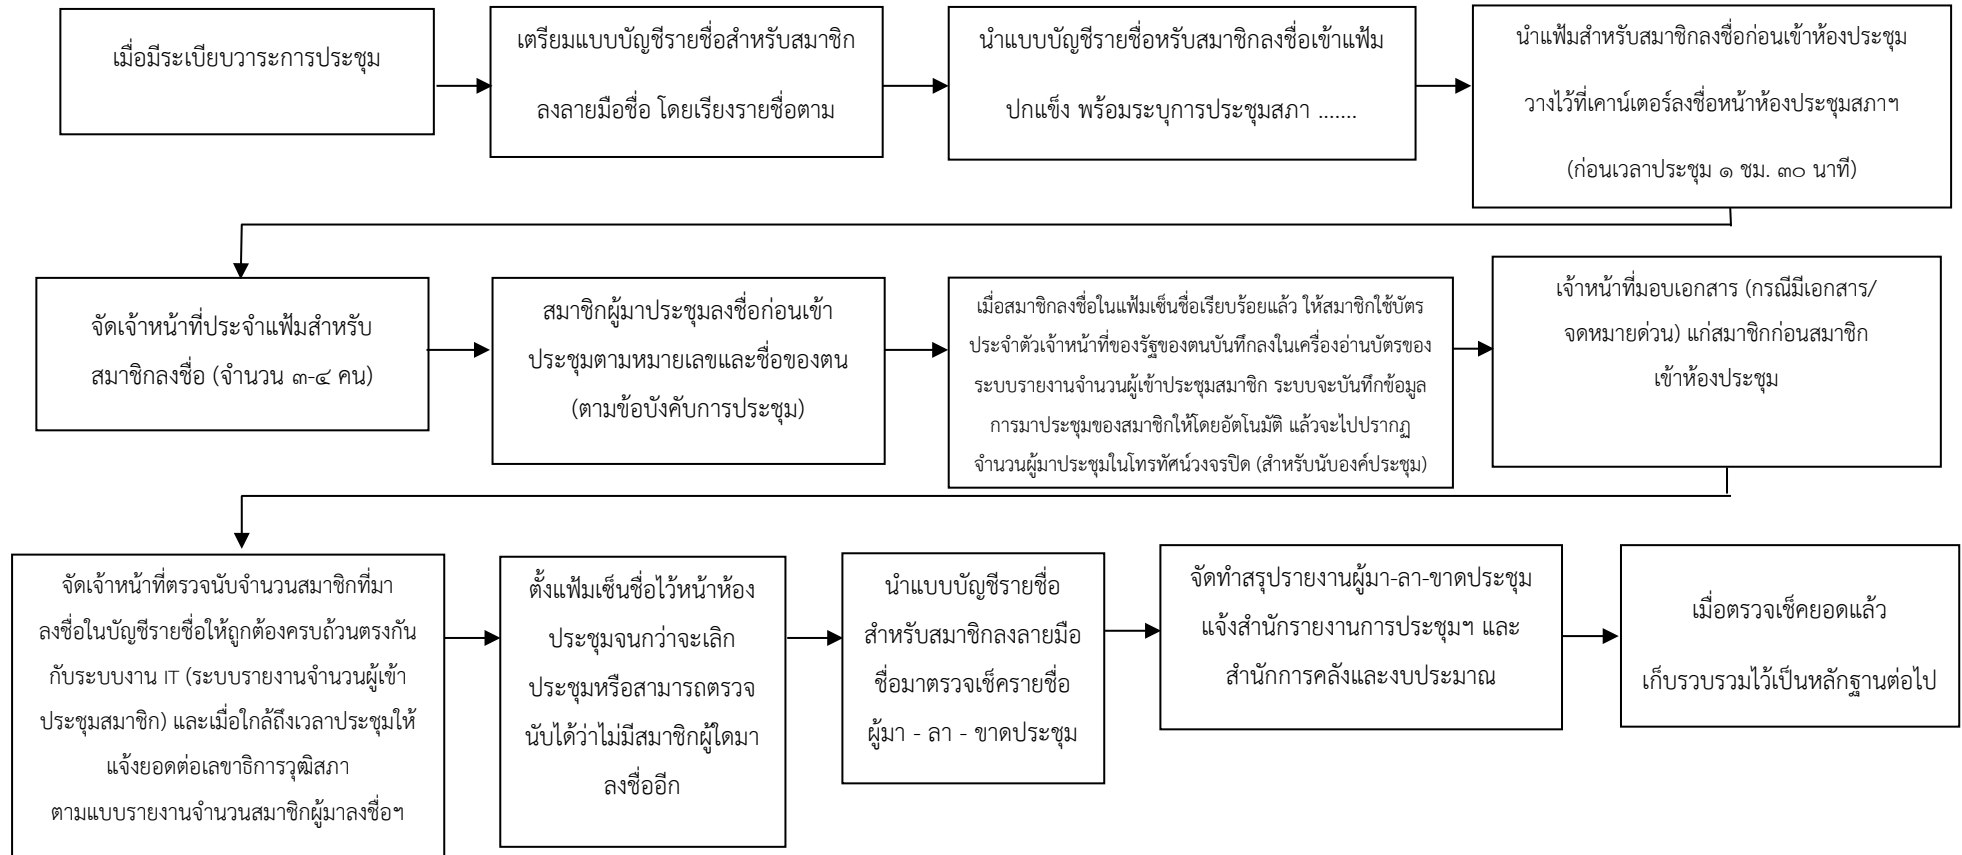 เมื่อมีระเบียบวาระการประชุม
เตรียมแบบบัญชีรายชื่อสำหรับสมาชิก
ลงลายมือชื่อ โดยเรียงรายชื่อตาม
นำแบบบัญชีรายชื่อหรับสมาชิกลงชื่อเข้าแฟ้ม
ปกแข็ง พร้อมระบุการประชุมสภา .......
นำแฟ้มสำหรับสมาชิกลงชื่อก่อนเข้าห้องประชุม
วางไว้ที่เคาน์เตอร์ลงชื่อหน้าห้องประชุมสภาฯ
(ก่อนเวลาประชุม ๑ ชม. ๓๐ นาที)
จัดเจ้าหน้าที่ประจำแฟ้มสำหรับ
สมาชิกลงชื่อ (จำนวน ๓-๔ คน)
สมาชิกผู้มาประชุมลงชื่อก่อนเข้า
ประชุมตามหมายเลขและชื่อของตน
(ตามข้อบังคับการประชุม)
เมื่อสมาชิกลงชื่อในแฟ้มเซ็นชื่อเรียบร้อยแล้ว ให้สมาชิกใช้บัตร
ประจำตัวเจ้าหน้าที่ของรัฐของตนบันทึกลงในเครื่องอ่านบัตรของ
ระบบรายงานจำนวนผู้เข้าประชุมสมาชิก ระบบจะบันทึกข้อมูล
การมาประชุมของสมาชิกให้โดยอัตโนมัติ แล้วจะไปปรากฏ
จำนวนผู้มาประชุมในโทรทัศน์วงจรปิด (สำหรับนับองค์ประชุม)
เจ้าหน้าที่มอบเอกสาร (กรณีมีเอกสาร/
จดหมายด่วน) แก่สมาชิกก่อนสมาชิก
เข้าห้องประชุม
จัดเจ้าหน้าที่ตรวจนับจำนวนสมาชิกที่มา
ลงชื่อในบัญชีรายชื่อให้ถูกต้องครบถ้วนตรงกัน
กับระบบงาน IT (ระบบรายงานจำนวนผู้เข้า
ประชุมสมาชิก) และเมื่อใกล้ถึงเวลาประชุมให้
แจ้งยอดต่อเลขาธิการวุฒิสภา
ตามแบบรายงานจำนวนสมาชิกผู้มาลงชื่อฯ
ตั้งแฟ้มเซ็นชื่อไว้หน้าห้อง
ประชุมจนกว่าจะเลิก
ประชุมหรือสามารถตรวจ
นับได้ว่าไม่มีสมาชิกผู้ใดมา
ลงชื่ออีก
นำแบบบัญชีรายชื่อ
สำหรับสมาชิกลงลายมือ
ชื่อมาตรวจเช็ครายชื่อ
ผู้มา - ลา - ขาดประชุม
จัดทำสรุปรายงานผู้มา-ลา-ขาดประชุม
แจ้งสำนักรายงานการประชุมฯ และ
สำนักการคลังและงบประมาณ
เมื่อตรวจเช็คยอดแล้ว
เก็บรวบรวมไว้เป็นหลักฐานต่อไป